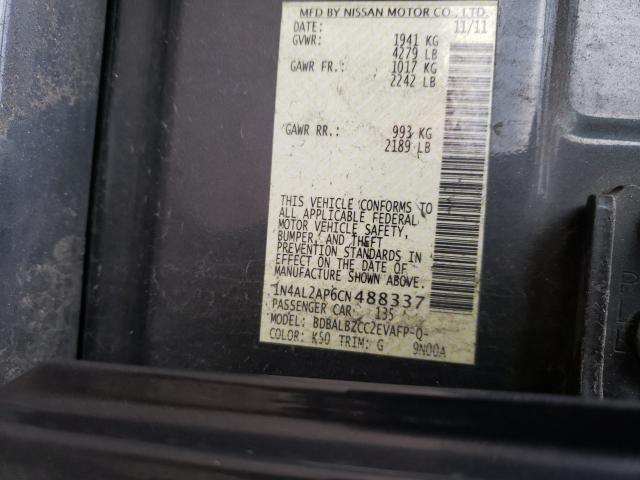 MFD BY NISSAN MOTOR CO., LTD.
DATE: 11/11
GVWR: 1941 KG
4279 LB
GAWR FR.: 1017 KG
2242 LB
GAWR RR.: 993 KG
2189 LB
THIS VEHICLE CONFORMS TO
ALL APPLICABLE FEDERAL
MOTOR VEHICLE SAFETY,
BUMPER, AND THEFT
PREVENTION STANDARDS IN
EFFECT ON THE DATE OF
MANUFACTURE SHOWN ABOVE.
1N4AL2AP6CN488337
PASSENGER CAR 135
MODEL: BDBALBZCC2EVAFP-Q-
COLOR: K50 TRIM: G 9N00A